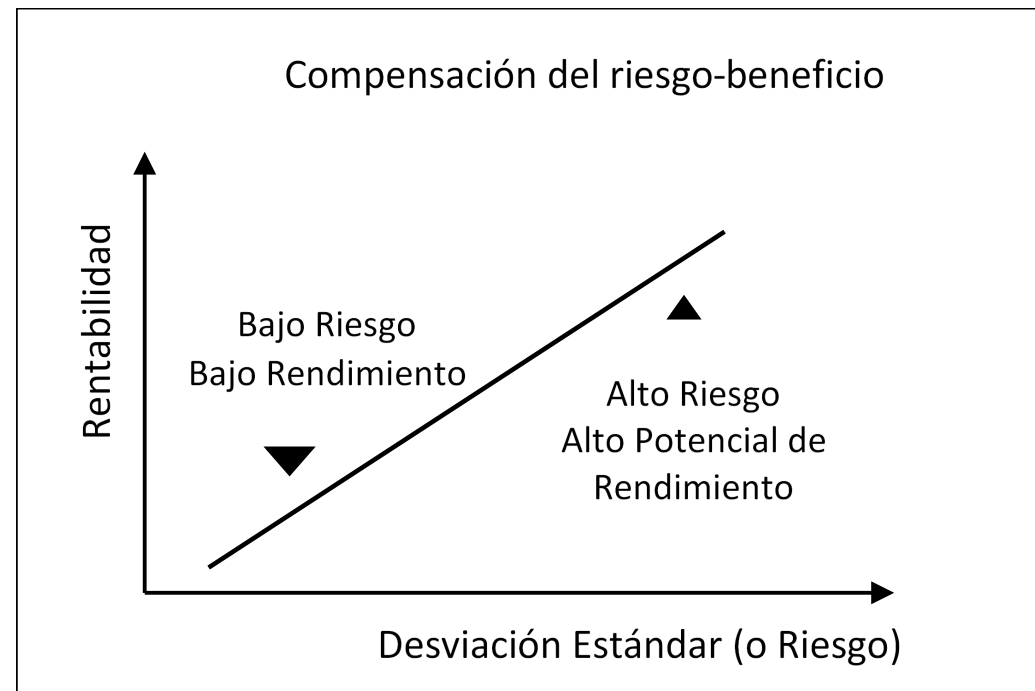 Compensación del riesgo-beneficio
Rentabilidad
Bajo Riesgo
Bajo Rendimiento
Alto Riesgo
Alto Potencial de
Rendimiento
Desviación Estándar (o Riesgo)